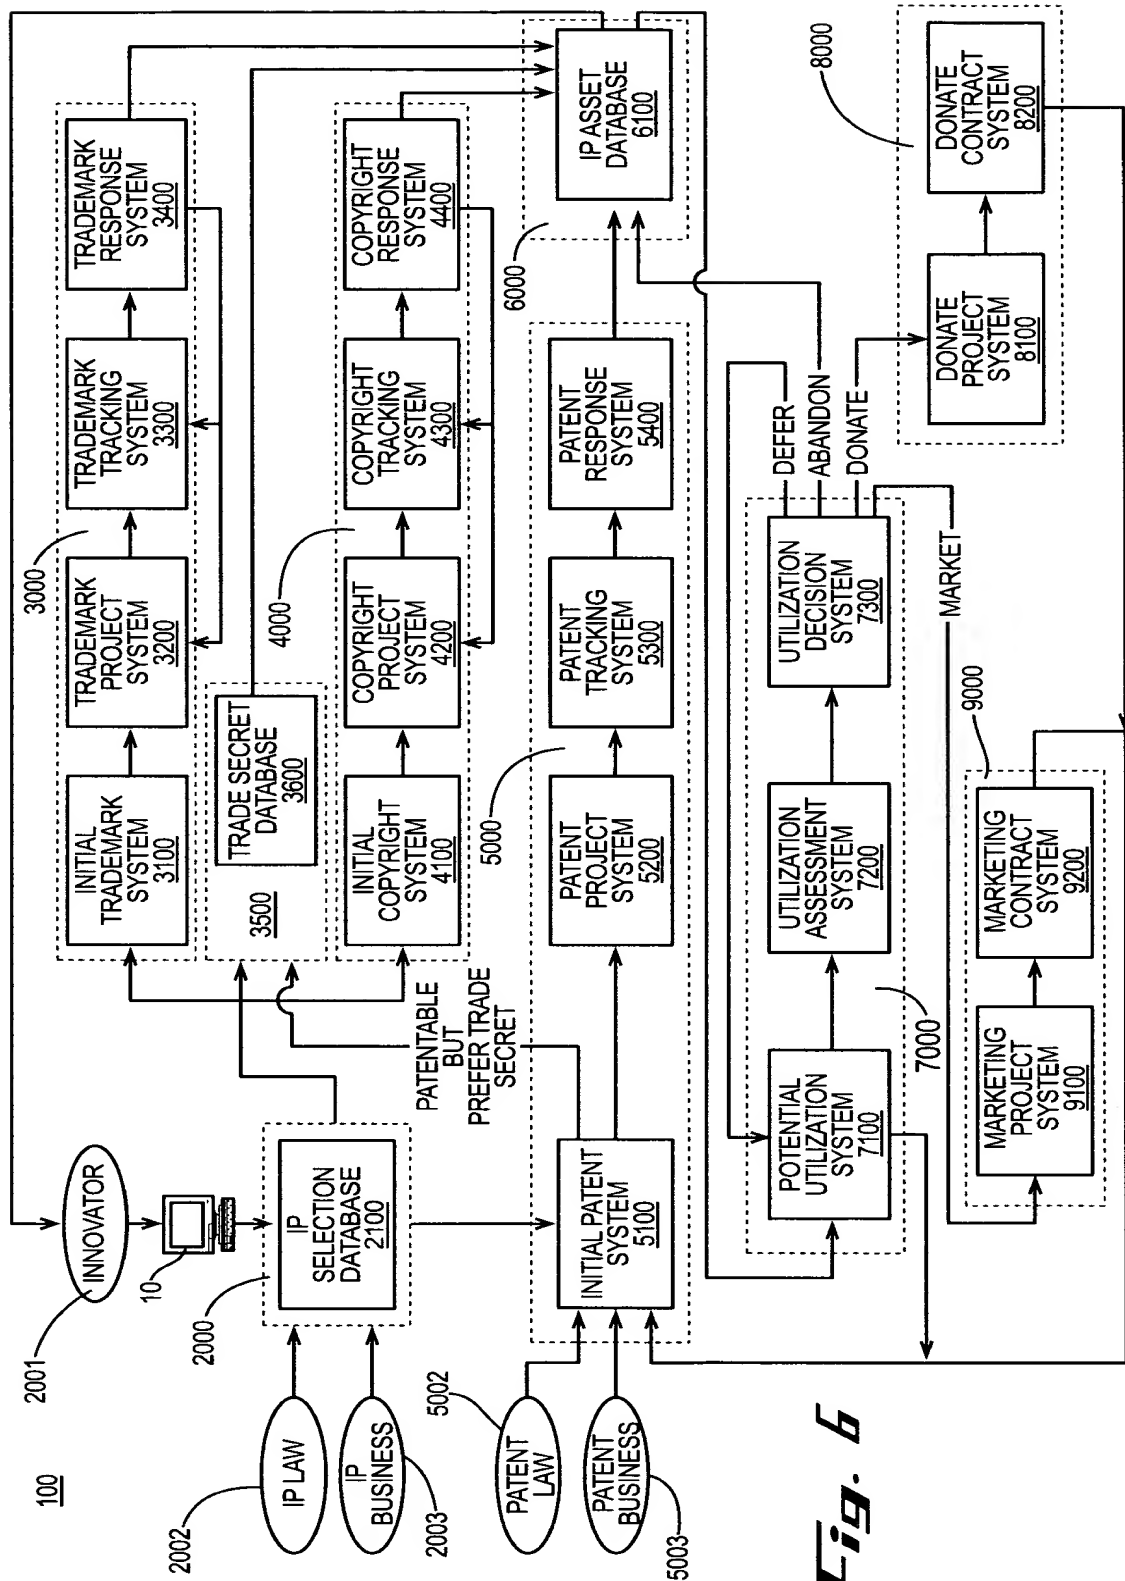 100
2001
INNOVATOR
10
2002
IP LAW
IP
BUSINESS
2003
2000
IP
SELECTION
DATABASE
2100
3000
INITIAL
TRADEMARK
SYSTEM
3100
TRADEMARK
PROJECT
SYSTEM
3200
TRADEMARK
TRACKING
SYSTEM
3300
TRADEMARK
RESPONSE
SYSTEM
3400
3500
TRADE SECRET
DATABASE
3600
4000
INITIAL
COPYRIGHT
SYSTEM
4100
COPYRIGHT
PROJECT
SYSTEM
4200
COPYRIGHT
TRACKING
SYSTEM
4300
COPYRIGHT
RESPONSE
SYSTEM
4400
PATENTABLE
BUT
PREFER TRADE
SECRET
5002
PATENT
LAW
PATENT
BUSINESS
5003
5000
INITIAL PATENT
SYSTEM
5100
PATENT
PROJECT
SYSTEM
5200
PATENT
TRACKING
SYSTEM
5300
PATENT
RESPONSE
SYSTEM
5400
6000
IP ASSET
DATABASE
6100
7000
POTENTIAL
UTILIZATION
SYSTEM
7100
UTILIZATION
ASSESSMENT
SYSTEM
7200
UTILIZATION
DECISION
SYSTEM
7300
DEFER
ABANDON
DONATE
MARKET
8000
DONATE
PROJECT
SYSTEM
8100
DONATE
CONTRACT
SYSTEM
8200
9000
MARKETING
PROJECT
SYSTEM
9100
MARKETING
CONTRACT
SYSTEM
9200
Fig. 6